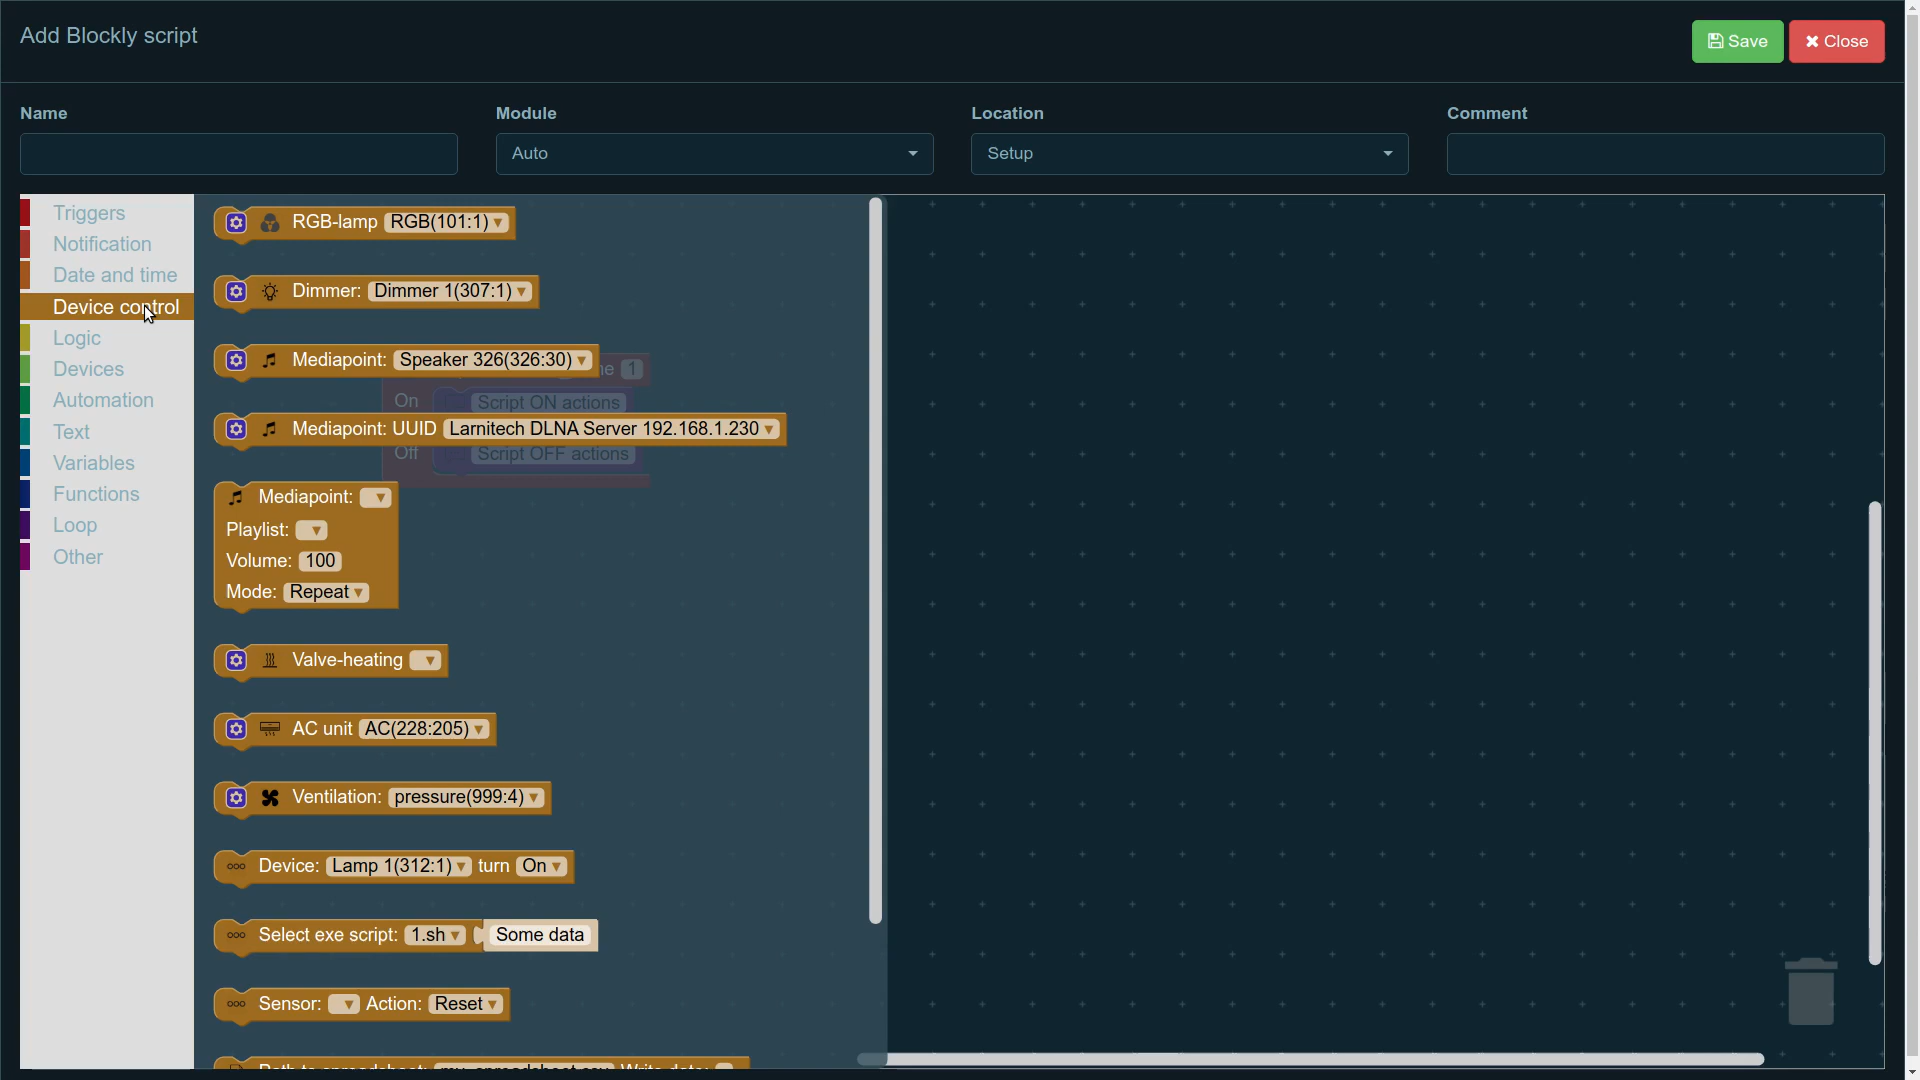 Add Blockly script
Save
Close
Name
Module
Location
Comment
Auto
Setup
Triggers
Notification
Date and time
Device control
Logic
Devices
Automation
Text
Variables
Functions
Loop
Other
RGB-lamp RGB(101:1)
Dimmer: Dimmer 1(307:1)
Mediapoint: Speaker 326(326:30)
1
On Script ON actions
Mediapoint: UUID Larnitech DLNA Server 192.168.1.230
Off Script OFF actions
Mediapoint:
Playlist:
Volume: 100
Mode: Repeat
Valve-heating
AC unit AC(228:205)
Ventilation: pressure(999:4)
Device: Lamp 1(312:1) turn On
Select exe script: 1.sh Some data
Sensor: Action: Reset